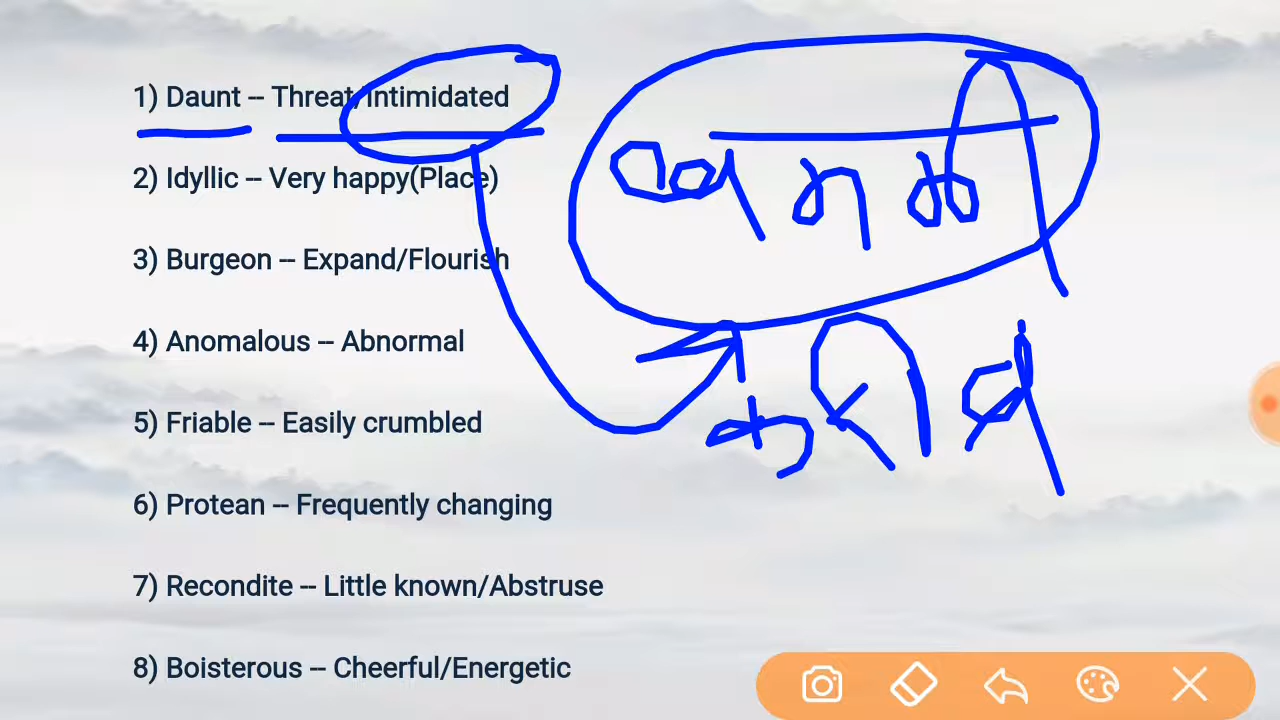 1) Daunt -- Threat/Intimidated
2) Idyllic -- Very happy(Place)
3) Burgeon -- Expand/Flourish
4) Anomalous -- Abnormal
5) Friable -- Easily crumbled
6) Protean -- Frequently changing
7) Recondite -- Little known/Abstruse
8) Boisterous -- Cheerful/Energetic